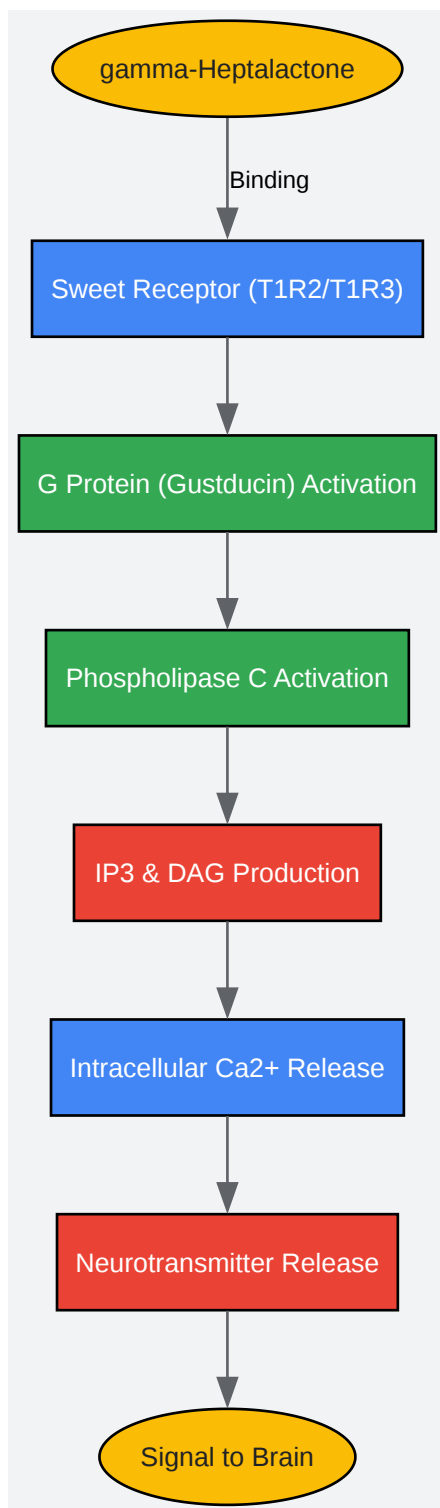 gamma-Heptalactone
Binding
Sweet Receptor (T1R2/T1R3)
G Protein (Gustducin) Activation
Phospholipase C Activation
IP3 & DAG Production
Intracellular Ca2+ Release
Neurotransmitter Release
Signal to Brain